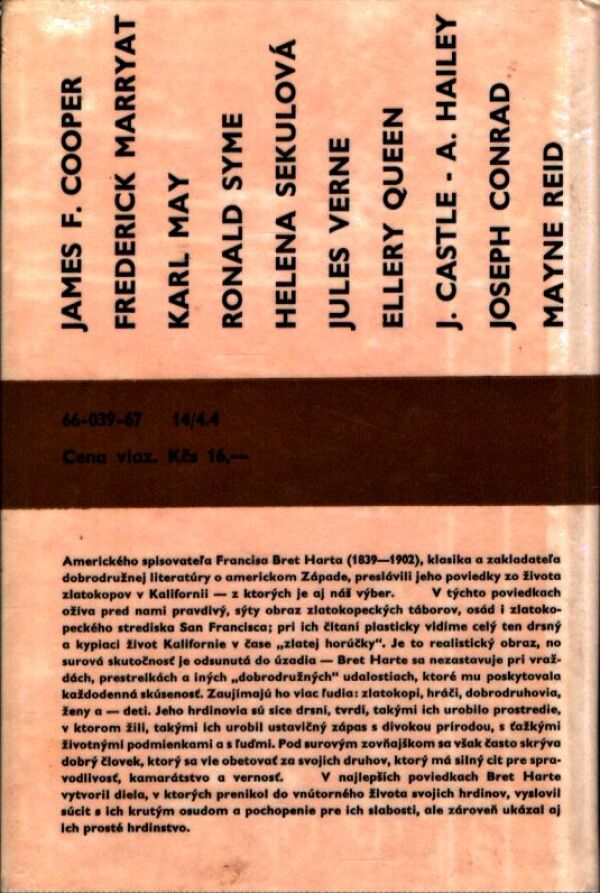 JAMES F. COOPER
FREDERICK MARRYAT
KARL MAY
RONALD SYME
HELENA SEKULOVÁ
JULES VERNE
ELLERY QUEEN
J. CASTLE - A. HAILEY
JOSEPH CONRAD
MAYNE REID
66-039-67 14/4.4
Cena viaz. Kčs 16,—
Amerického spisovateľa Francisa Bret Harta (1839—1902), klasika a zakladateľa
dobrodružnej literatúry o americkom Západe, preslávili jeho poviedky zo života
zlatokopov v Kalifornii — z ktorých je aj náš výber. V týchto poviedkach
ožíva pred nami pravdivý, sýty obraz zlatokopeckých táborov, osád i zlatoko-
peckého strediska San Francisca; pri ich čítaní plasticky vidíme celý ten drsný
a kypiaci život Kalifornie v čase „zlatej horúčky“. Je to realistický obraz, no
surová skutočnosť je odsunutá do úzadia — Bret Harte sa nezastavuje pri vraž-
dách, prestrelkách a iných „dobrodružných“ udalostiach, ktoré mu poskytovala
každodenná skúsenosť. Zaujímajú ho viac ľudia: zlatokopi, hráči, dobrodruhovia,
ženy a — deti. Jeho hrdinovia sú síce drsní, tvrdí, takými ich urobilo prostredie,
v ktorom žili, takými ich urobil ustavičný zápas s divokou prírodou, s ťažkými
životnými podmienkami a s ľuďmi. Pod surovým zovňajškom sa však často skrýva
dobrý človek, ktorý sa vie obetovať za svojich druhov, ktorý má silný cit pre spra-
vodlivosť, kamarátstvo a vernosť. V najlepších poviedkach Bret Harte
vytvoril diela, v ktorých prenikol do vnútorného života svojich hrdinov, vyslovil
súcit s ich krutým osudom a pochopenie pre ich slabosti, ale zároveň ukázal aj
ich prosté hrdinstvo.